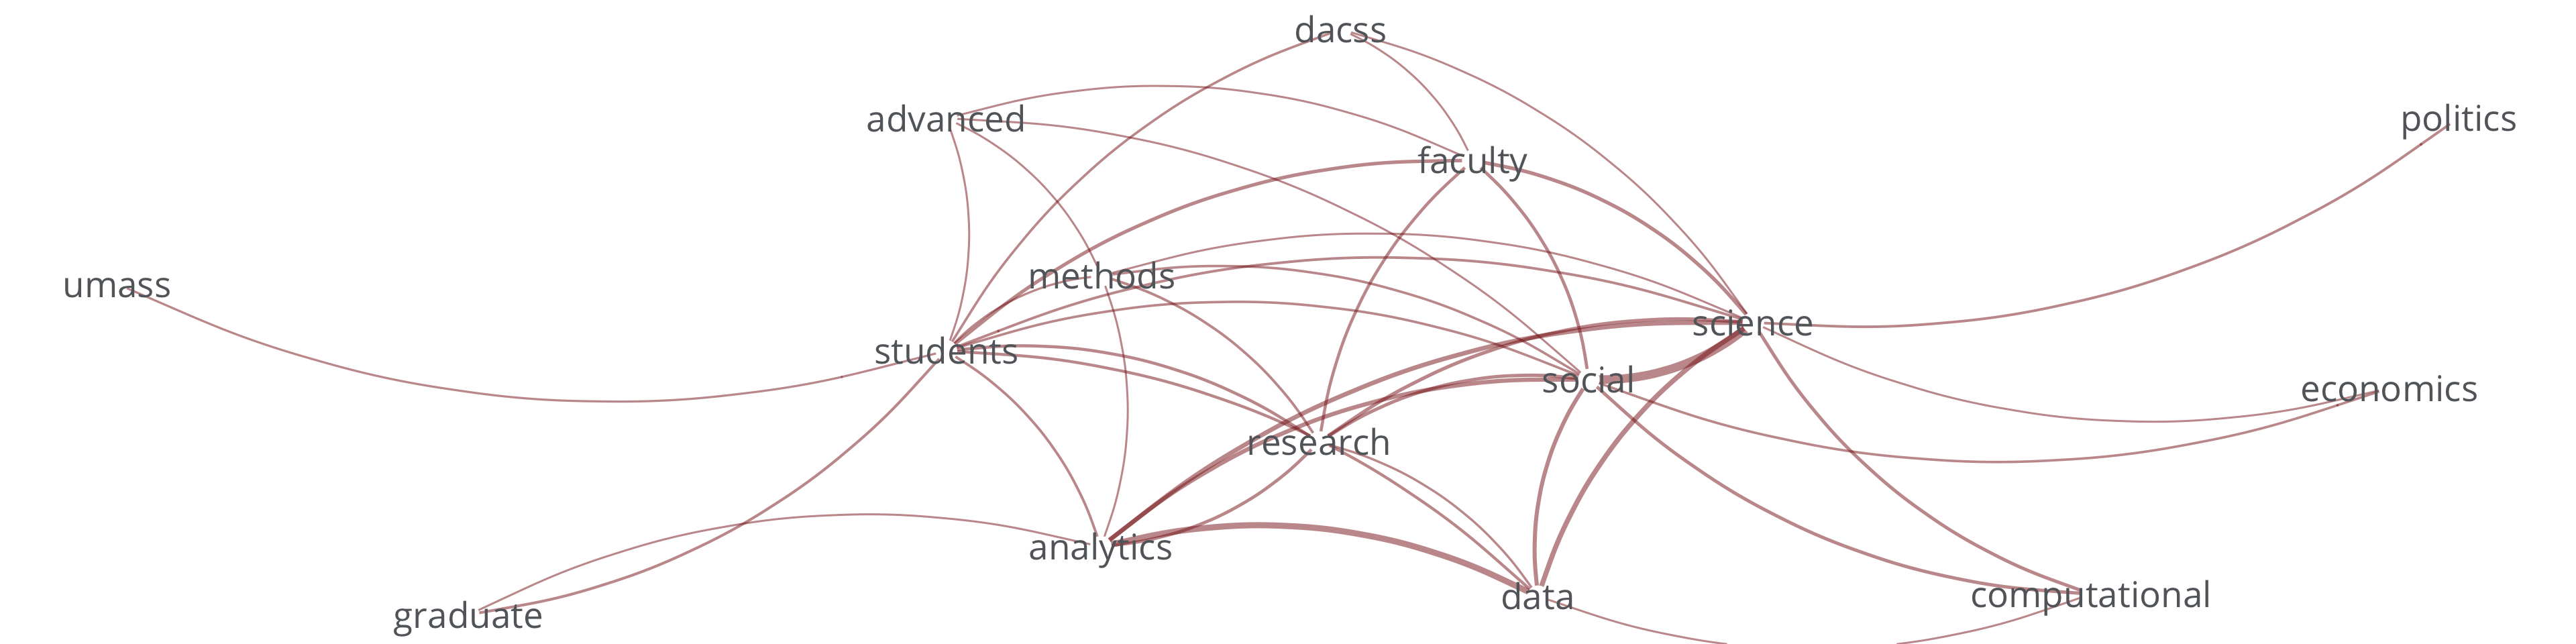 dacss
advanced
politics
faculty
methods
umass
science
students
social
economics
research
analytics
data
computational
graduate